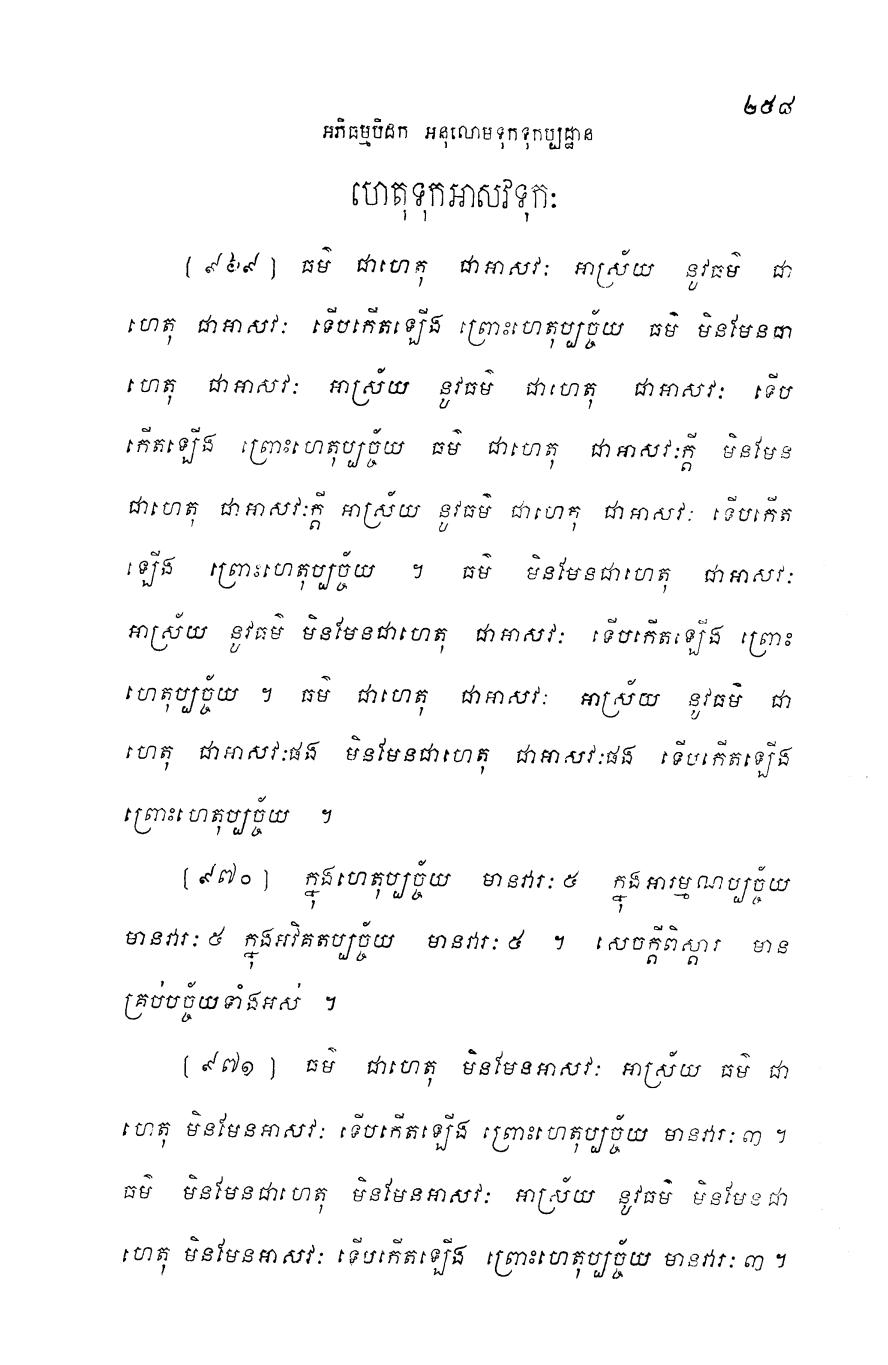 ២៥៨
អភិធម្មបិដក អនុលោមទុកទុកប្បដ្ឋាន
ហេតុទុកអាសវទុកៈ
[៩៦៩] ធម៌ ជាហេតុ ជាអាសវៈ អាស្រ័យ នូវធម៌ ជា
ហេតុ ជាអាសវៈ ទើបកើតឡើង ព្រោះហេតុប្បច្ច័យ ធម៌ មិនមែនជា
ហេតុ ជាអាសវៈ អាស្រ័យ នូវធម៌ ជាហេតុ ជាអាសវៈ ទើប
កើតឡើង ព្រោះហេតុប្បច្ច័យ ធម៌ ជាហេតុ ជាអាសវៈក្តី មិនមែន
ជាហេតុ ជាអាសវៈក្តី អាស្រ័យ នូវធម៌ ជាហេតុ ជាអាសវៈ ទើបកើត
ឡើង ព្រោះហេតុប្បច្ច័យ ។ ធម៌ មិនមែនជាហេតុ ជាអាសវៈ
អាស្រ័យ នូវធម៌ មិនមែនជាហេតុ ជាអាសវៈ ទើបកើតឡើង ព្រោះ
ហេតុប្បច្ច័យ ។ ធម៌ ជាហេតុ ជាអាសវៈ អាស្រ័យ នូវធម៌ ជា
ហេតុ ជាអាសវៈផង មិនមែនជាហេតុ ជាអាសវៈផង ទើបកើតឡើង
ព្រោះហេតុប្បច្ច័យ ។
[៩៧០] ក្នុងហេតុប្បច្ច័យ មានវារៈ ៥ ក្នុងអារម្មណប្បច្ច័យ
មានវារៈ ៥ ក្នុងអវិគតប្បច្ច័យ មានវារៈ ៥ ។ សេចក្តីពិស្តារ មាន
គ្រប់បច្ច័យទាំងអស់ ។
[៩៧១] ធម៌ ជាហេតុ មិនមែនអាសវៈ អាស្រ័យ ធម៌ ជា
ហេតុ មិនមែនអាសវៈ ទើបកើតឡើង ព្រោះហេតុប្បច្ច័យ មានវារៈ ៣ ។
ធម៌ មិនមែនជាហេតុ មិនមែនអាសវៈ អាស្រ័យ នូវធម៌ មិនមែនជា
ហេតុ មិនមែនអាសវៈ ទើបកើតឡើង ព្រោះហេតុប្បច្ច័យ មានវារៈ ៣ ។